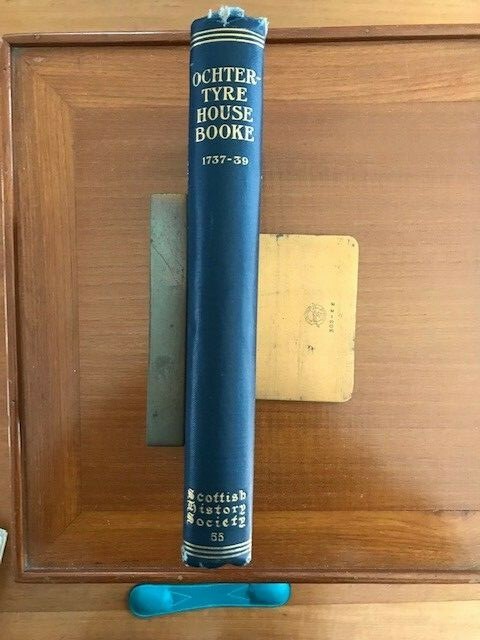 OCHTER-
TYRE
HOUSE
BOOKE
1737-39
Scottish
History
Society
55